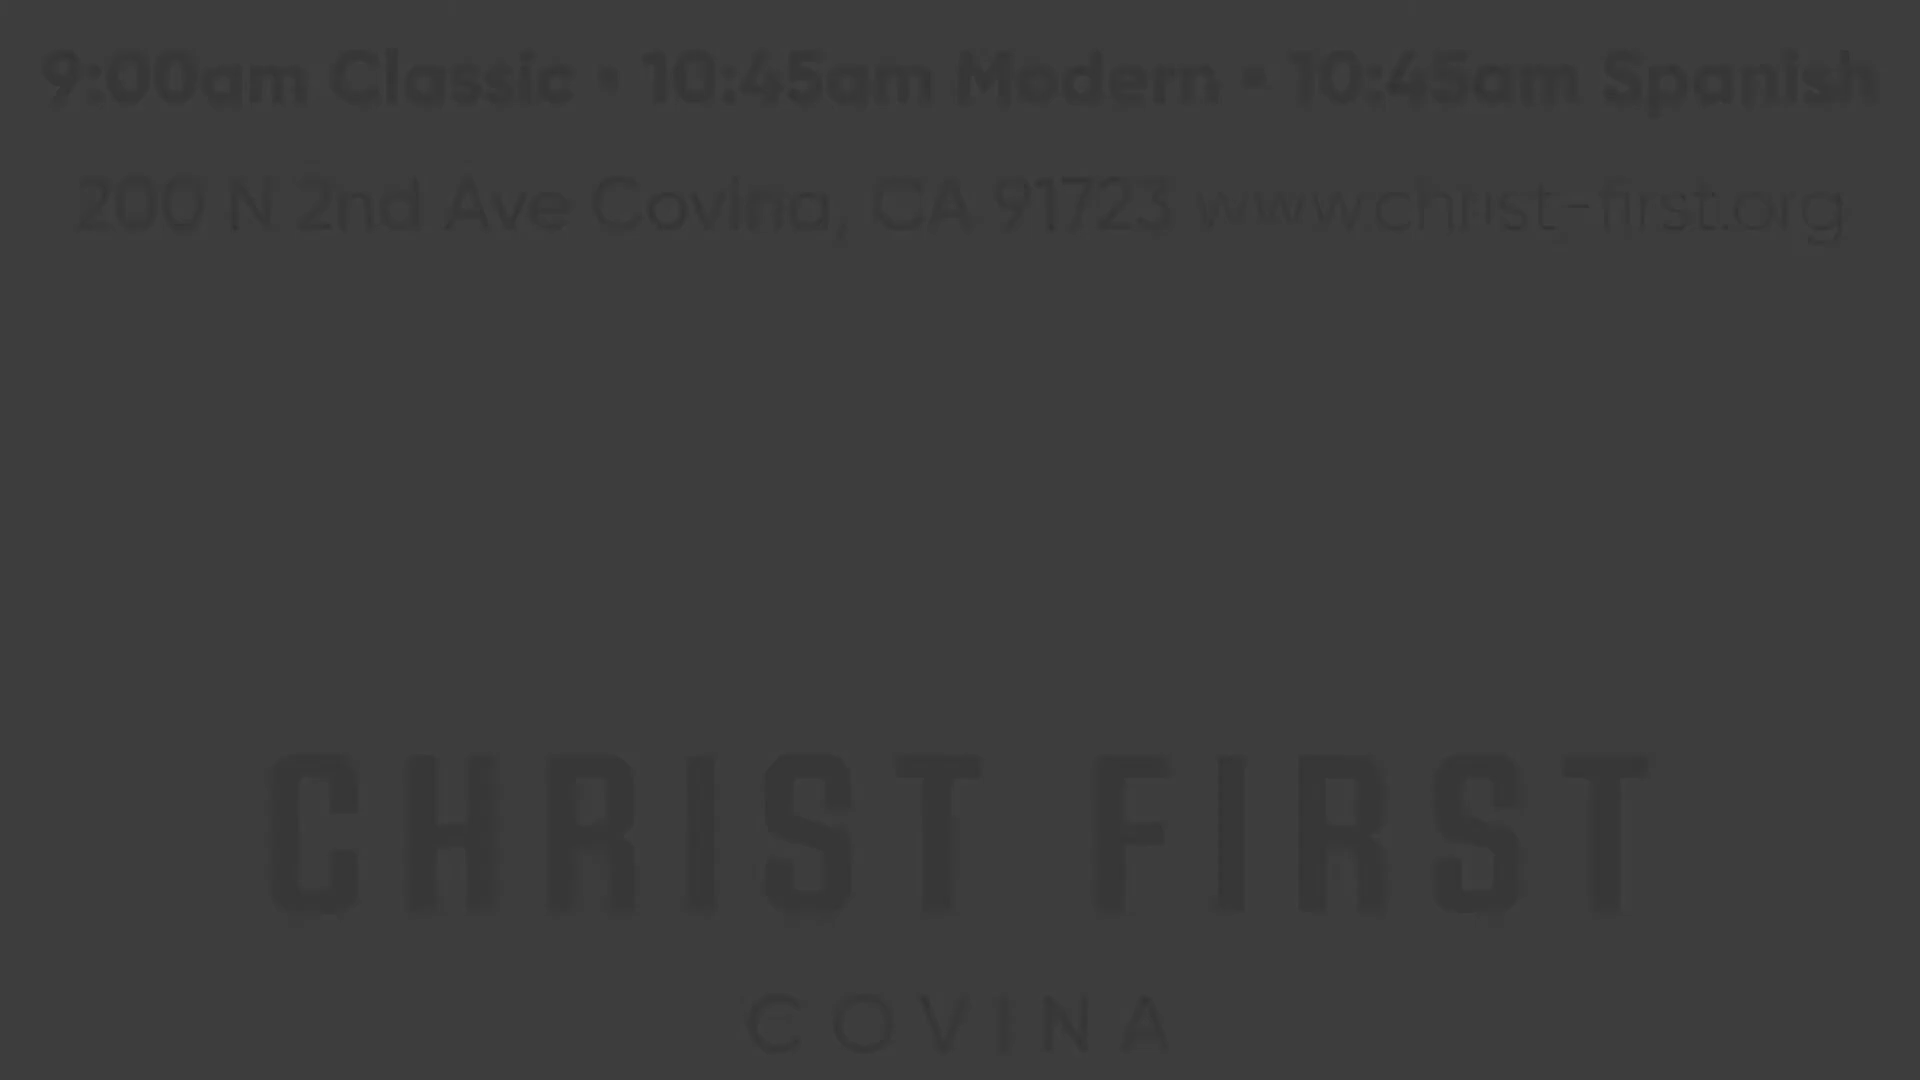 9:00am Classic • 10:45am Modern • 10:45am Spanish
200 N 2nd Ave Covina, CA 91723 www.christ-first.org
CHRIST FIRST
COVINA